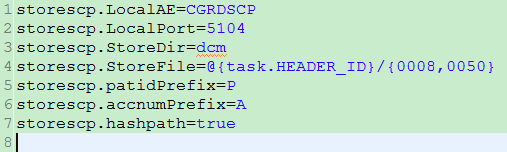 1 storescp.LocalAE=CGRDSCP
2 storescp.LocalPort=5104
3 storescp.StoreDir=dcm
4 storescp.StoreFile=@{task.HEADER_ID}/{0008,0050}
5 storescp.patidPrefix=P
6 storescp.accnumPrefix=A
7 storescp.hashpath=true
8